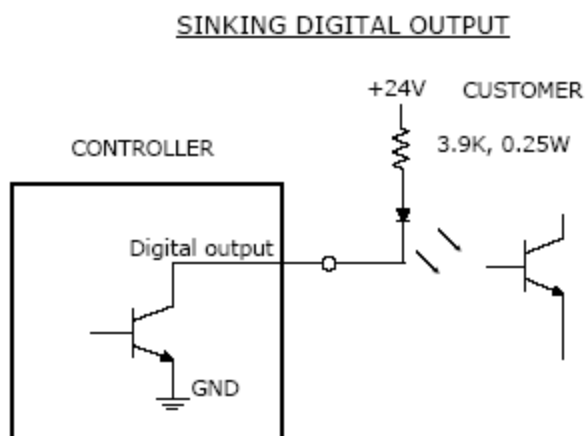 SINKING DIGITAL OUTPUT
+24V CUSTOMER
3.9K, 0.25W
CONTROLLER
Digital output
GND